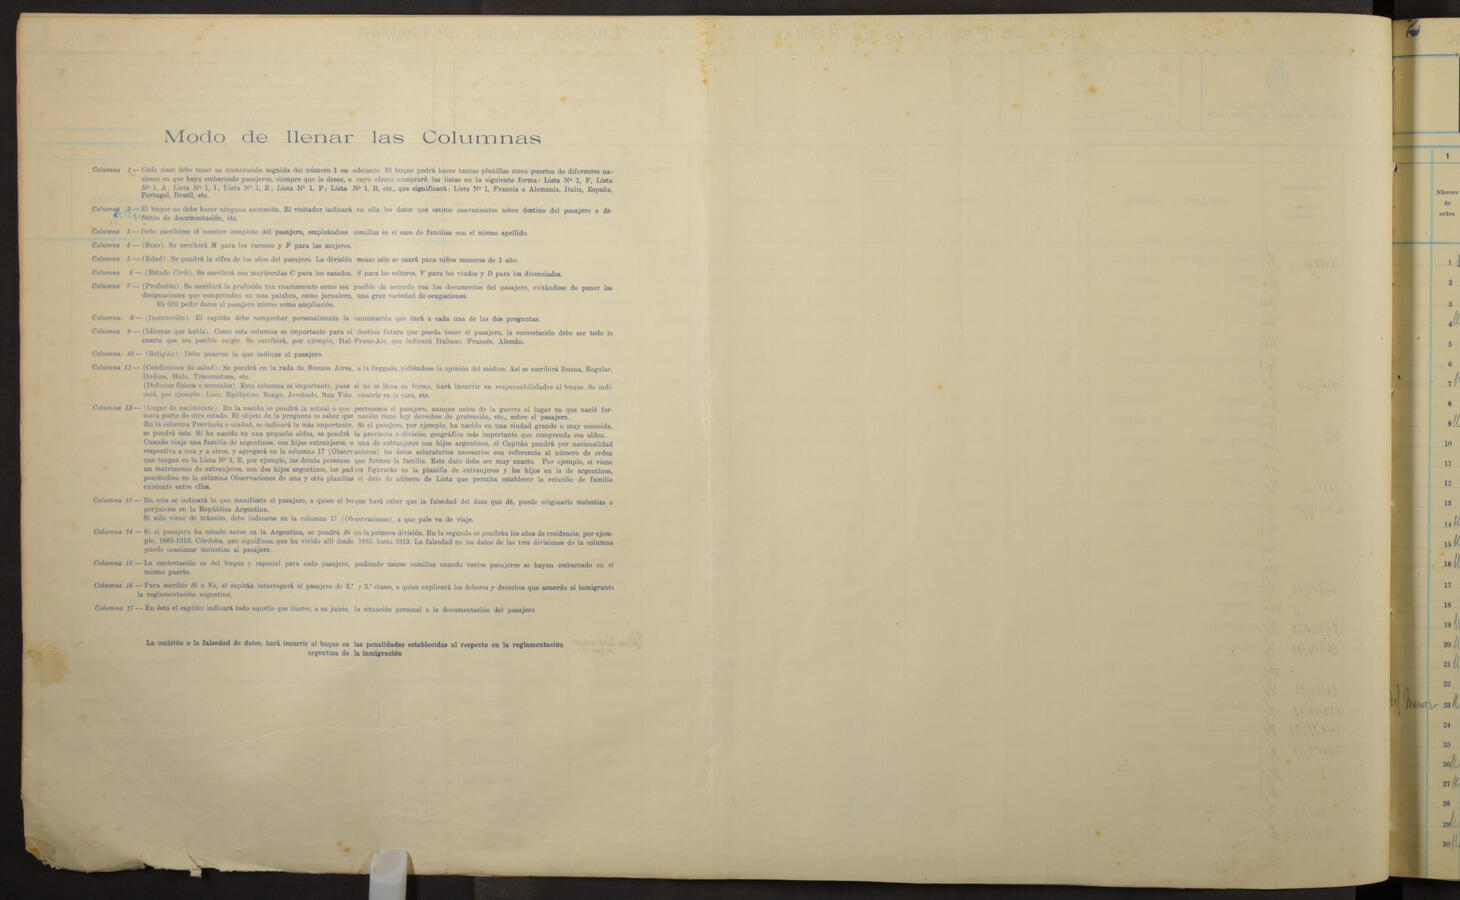 Modo de llenar las Columnas
Columna 1 — Cada clase debe tener su numeración seguida del número 1 en adelante. El buque podrá hacer tantas planillas como puertos de diferentes na-
ciones en que haya embarcado pasajeros, siempre que lo desee, a cuyo efecto numerará las listas en la siguiente forma: Lista Nº 1, F, Lista
Nº 1, A; Lista Nº 1, I; Lista Nº 1, E; Lista Nº 1, P; Lista Nº 1, B, etc., que significará: Lista Nº 1, Francia o Alemania, Italia, España,
Portugal, Brasil, etc.
Columna 2 — El buque no debe hacer ninguna anotación. El visitador indicará en ella los datos que estime convenientes sobre destino del pasajero o de-
fectos de documentación, etc.
Columna 3 — Debe escribirse el nombre completo del pasajero, empleándose comillas en el caso de familias con el mismo apellido.
Columna 4 — (Sexo). Se escribirá M para los varones y F para las mujeres.
Columna 5 — (Edad). Se pondrá la cifra de los años del pasajero. La división meses sólo se usará para niños menores de 1 año.
Columna 6 — (Estado Civil). Se escribirá con mayúsculas C para los casados, S para los solteros, V para los viudos y D para los divorciados.
Columna 7 — (Profesión). Se escribirá la profesión tan exactamente como sea posible de acuerdo con los documentos del pasajero, evitándose de poner las
designaciones que comprenden en una palabra, como jornalero, una gran variedad de ocupaciones.
Es útil pedir datos al pasajero mismo como ampliación.
Columna 8 — (Instrucción). El capitán debe comprobar personalmente la contestación que dará a cada una de las dos preguntas.
Columna 9 — (Idiomas que habla). Como esta columna es importante para el destino futuro que pueda tener el pasajero, la contestación debe ser todo lo
exacta que sea posible exigir. Se escribirá, por ejemplo, Ital-Franc-Ale, que indicará Italiano, Francés, Alemán.
Columna 10 — (Religión). Debe ponerse la que indique el pasajero.
Columna 11 — (Condiciones de salud). Se pondrá en la rada de Buenos Aires, a la llegada, pidiéndose la opinión del médico. Así se escribirá Buena, Regular,
Dudosa, Mala, Tracomatosa, etc.
(Defectos físicos o mentales). Esta columna es importante, pues si no se llena en forma, hará incurrir en responsabilidades al buque. Se indi-
cará, por ejemplo: Loco, Epiléptico, Rengo, Jorobado, San Vito, cicatriz en la cara, etc.
Columna 12 — (Lugar de nacimiento). En la nación se pondrá la actual a que pertenezca el pasajero, aunque antes de la guerra el lugar en que nació for-
mara parte de otro estado. El objeto de la pregunta es saber que nación tiene hoy derechos de protección, etc., sobre el pasajero.
En la columna Provincia o ciudad, se indicará la más importante. Si el pasajero, por ejemplo, ha nacido en una ciudad grande o muy conocida,
se pondrá ésta. Si ha nacido en una pequeña aldea, se pondrá la provincia o división geográfica más importante que comprenda esa aldea.
Cuando viaje una familia de argentinos, con hijos extranjeros, o una de extranjeros con hijos argentinos, el Capitán pondrá por nacionalidad
respectiva a una y a otros, y agregará en la columna 17 (Observaciones) los datos aclaratorios necesarios con referencia al número de orden
que tengan en la Lista Nº 3, E, por ejemplo, las demás personas que formen la familia. Este dato debe ser muy exacto. Por ejemplo, si viene
un matrimonio de extranjeros, con dos hijos argentinos, los padres figurarán en la planilla de extranjeros y los hijos en la de argentinos,
poniéndose en la columna Observaciones de una y otra planillas el dato de número de Lista que permita establecer la relación de familia
existente entre ellos.
Columna 13 — En esta se indicará lo que manifieste el pasajero, a quien el buque hará saber que la falsedad del dato que dé, puede originarle molestias o
perjuicios en la República Argentina.
Si sólo viene de tránsito, debe indicarse en la columna 17 (Observaciones), a que país va de viaje.
Columna 14 — Si el pasajero ha estado antes en la Argentina, se pondrá Si en la primera división. En la segunda se pondrán los años de residencia, por ejem-
plo, 1885-1913, Córdoba, que significan que ha vivido allí desde 1885, hasta 1913. La falsedad en los datos de las tres divisiones de la columna
puede ocasionar molestias al pasajero.
Columna 15 — La contestación es del buque y especial para cada pasajero, pudiendo usarse comillas cuando varios pasajeros se hayan embarcado en el
mismo puerto.
Columna 16 — Para escribir Si o No, el capitán interrogará al pasajero de 2.ª y 3.ª clases, a quien explicará los deberes y derechos que acuerda al inmigrante
la reglamentación argentina.
Columna 17 — En ésta el capitán indicará todo aquello que ilustre, a su juicio, la situación personal o la documentación del pasajero.
La omisión o la falsedad de datos, hará incurrir al buque en las penalidades establecidas al respecto en la reglamentación
argentina de la inmigración
2
1
Número
de
orden
1
2
3
4
5
6
7
8
9
10
11
12
13
14
15
16
17
18
19
20
21
22
23
24
25
26
27
28
29
30